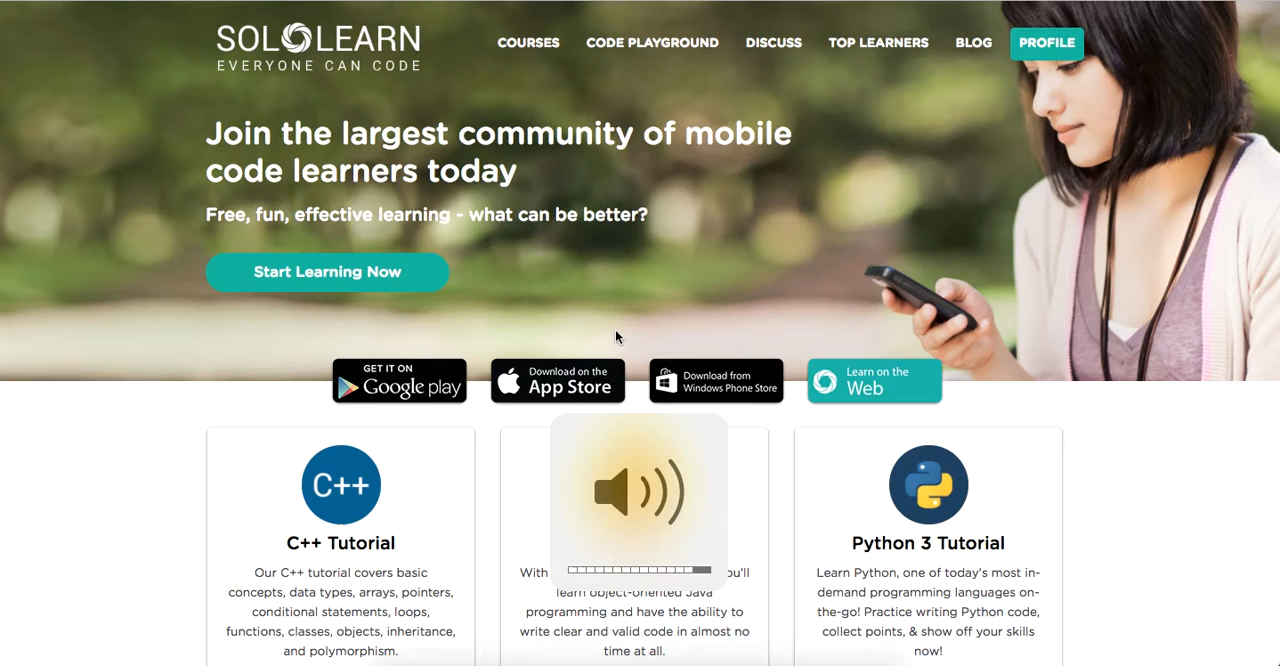 SOLOLEARN
EVERYONE CAN CODE
COURSES
CODE PLAYGROUND
DISCUSS
TOP LEARNERS
BLOG
PROFILE
Join the largest community of mobile
code learners today
Free, fun, effective learning - what can be better?
Start Learning Now
GET IT ON
Google play
Download on the
App Store
Download from
Windows Phone Store
Learn on the
Web
C++
C++ Tutorial
Our C++ tutorial covers basic
concepts, data types, arrays, pointers,
conditional statements, loops,
functions, classes, objects, inheritance,
and polymorphism.
With
you'll
learn object-oriented Java
programming and have the ability to
write clear and valid code in almost no
time at all.
Python 3 Tutorial
Learn Python, one of today's most in-
demand programming languages on-
the-go! Practice writing Python code,
collect points, & show off your skills
now!